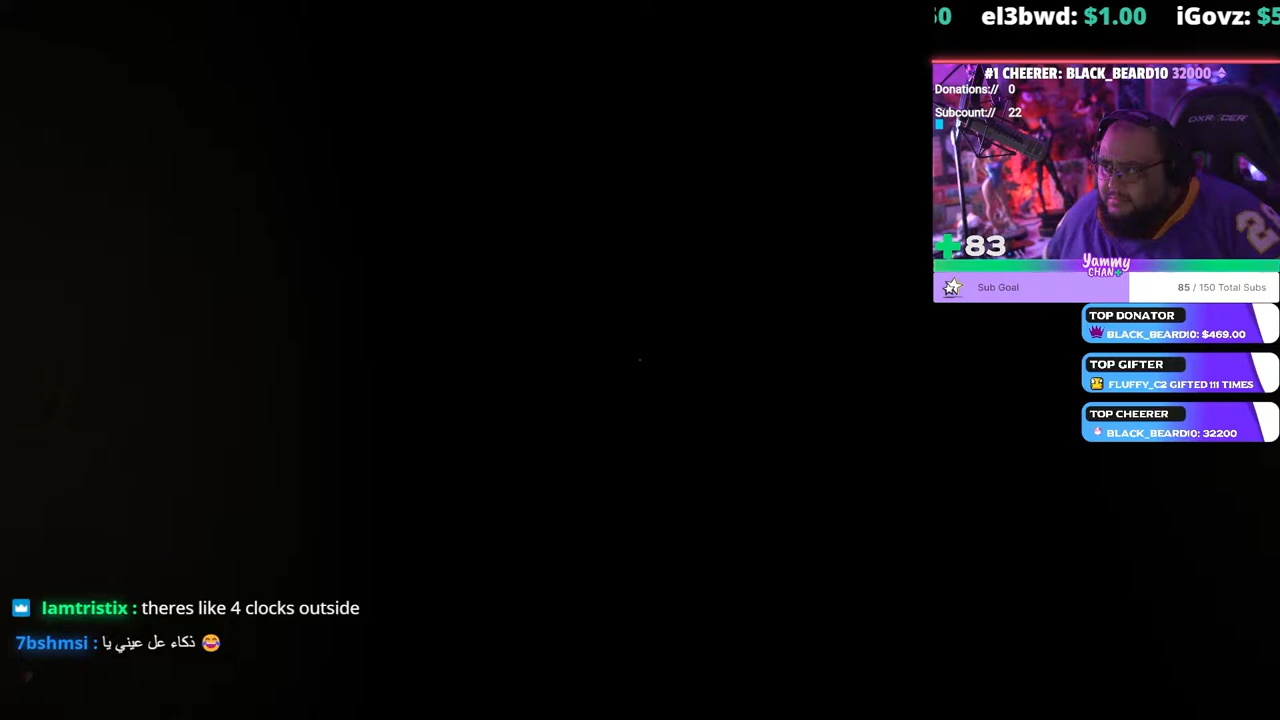 60 el3bwd: $1.00 iGovz: $5
#1 CHEERER: BLACK_BEARD10 32000
Donations:// 0
Subcount:// 22
DXRACER
83
Yammy
CHAN+
Sub Goal 85 / 150 Total Subs
TOP DONATOR
BLACK_BEARD10: $469.00
TOP GIFTER
FLUFFY_C2 GIFTED 111 TIMES
TOP CHEERER
BLACK_BEARD10: 32200
Iamtristix : theres like 4 clocks outside
7bshmsi : ذكاء عل عيني يا 😂